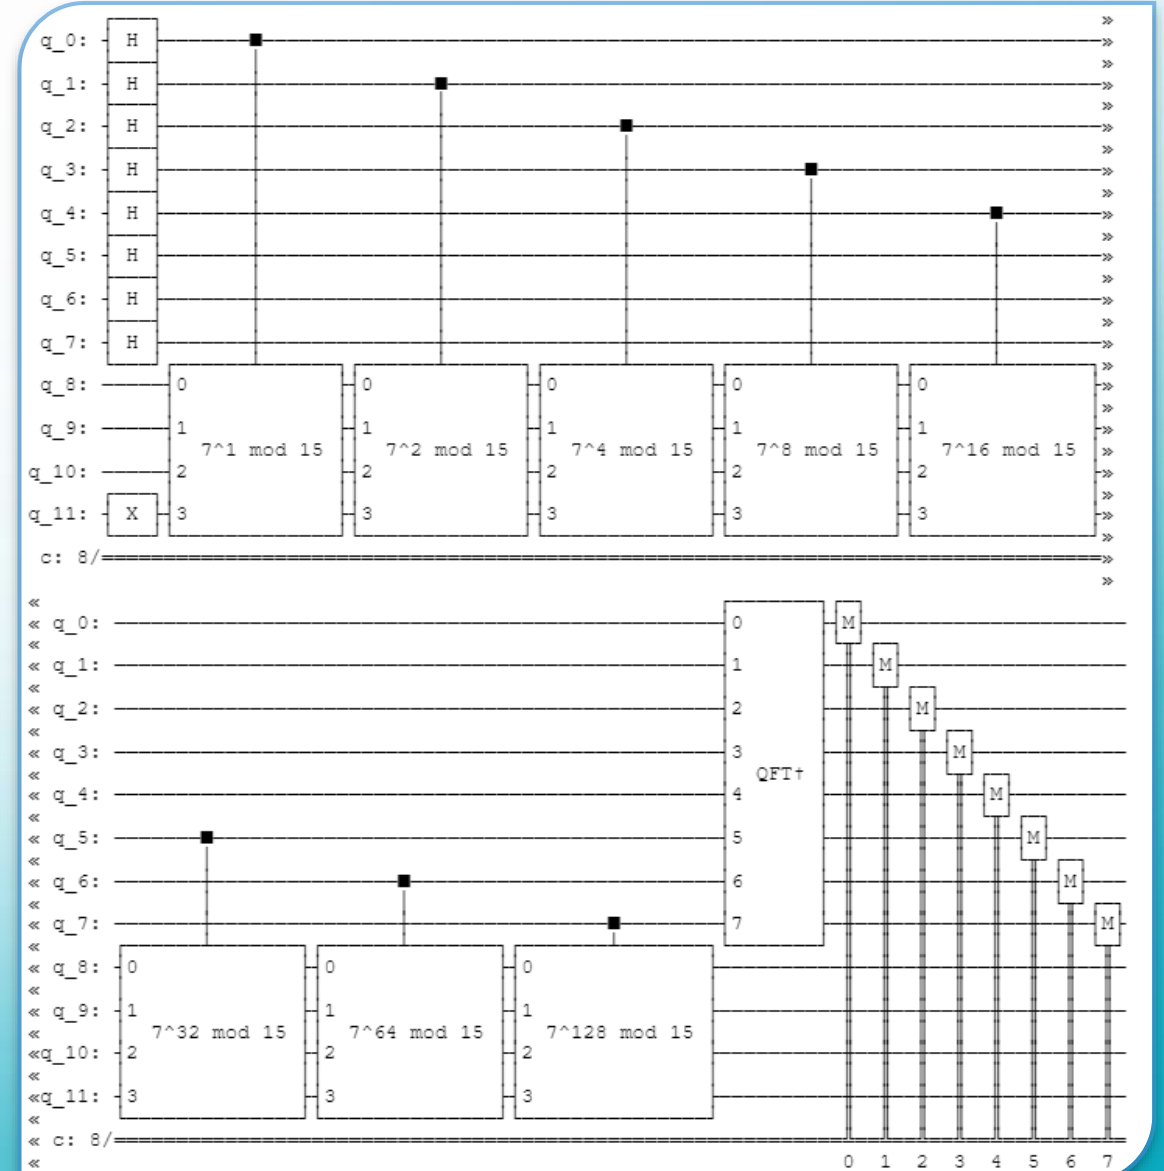 »
q_0: H »
»
q_1: H »
»
q_2: H »
»
q_3: H »
»
q_4: H »
»
q_5: H »
»
q_6: H »
»
q_7: H »
»
q_8: 0 0 0 0 0 »
»
q_9: 1 1 1 1 1 »
7^1 mod 15 7^2 mod 15 7^4 mod 15 7^8 mod 15 7^16 mod 15 »
q_10: 2 2 2 2 2 »
»
q_11: X 3 3 3 3 3 »
»
c: 8/ »
»
«
« q_0: 0 M
«
« q_1: 1 M
«
« q_2: 2 M
«
« q_3: 3 M
« QFT†
« q_4: 4 M
«
« q_5: 5 M
«
« q_6: 6 M
«
« q_7: 7 M
«
« q_8: 0 0 0
«
« q_9: 1 1 1
« 7^32 mod 15 7^64 mod 15 7^128 mod 15
«q_10: 2 2 2
«
«q_11: 3 3 3
«
« c: 8/
« 0 1 2 3 4 5 6 7